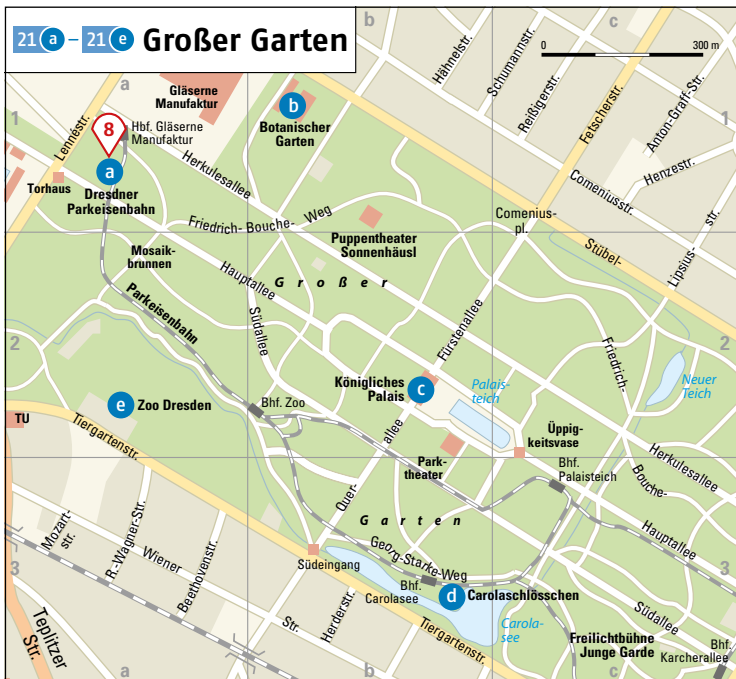 21 a – 21 e Großer Garten
a
b
c
0 300 m
1
1
Gläserne
Manufaktur
b
Botanischer
Garten
Hähnelstr.
Schumannstr.
Reißigerstr.
Fetscherstr.
Anton-Graff-Str.
Henzestr.
Lennéstr.
8
Hbf. Gläserne
Manufaktur
a
Dresdner
Parkeisenbahn
Torhaus
Herkulesallee
Comeniusstr.
Comenius-
pl.
Stübel-
Lipsius-
str.
Friedrich- Bouche- Weg
Puppentheater
Sonnenhäusl
Mosaik-
brunnen
Hauptallee
Großer
Parkeisenbahn
Südallee
Fürstenallee
Friedrich-
2
2
Königliches
Palais
c
Palais-
teich
Neuer
Teich
e
Zoo Dresden
Bhf. Zoo
TU
Tiergartenstr.
allee
Üppig-
keitsvase
Herkulesallee
Park-
theater
Bhf.
Palaisteich
Bouche-
Quer-
Garten
Hauptallee
Mozart-
str.
R.-Wagner-Str.
Wiener
Beethovenstr.
Südeingang
Georg-Starke-Weg
3
3
Bhf.
Carolasee
d
Carolaschlösschen
Südallee
Teplitzer
Str.
Str.
Herderstr.
Tiergartenstr.
Carola-
see
Freilichtbühne
Junge Garde
Bhf.
Karcherallee
a
b
c